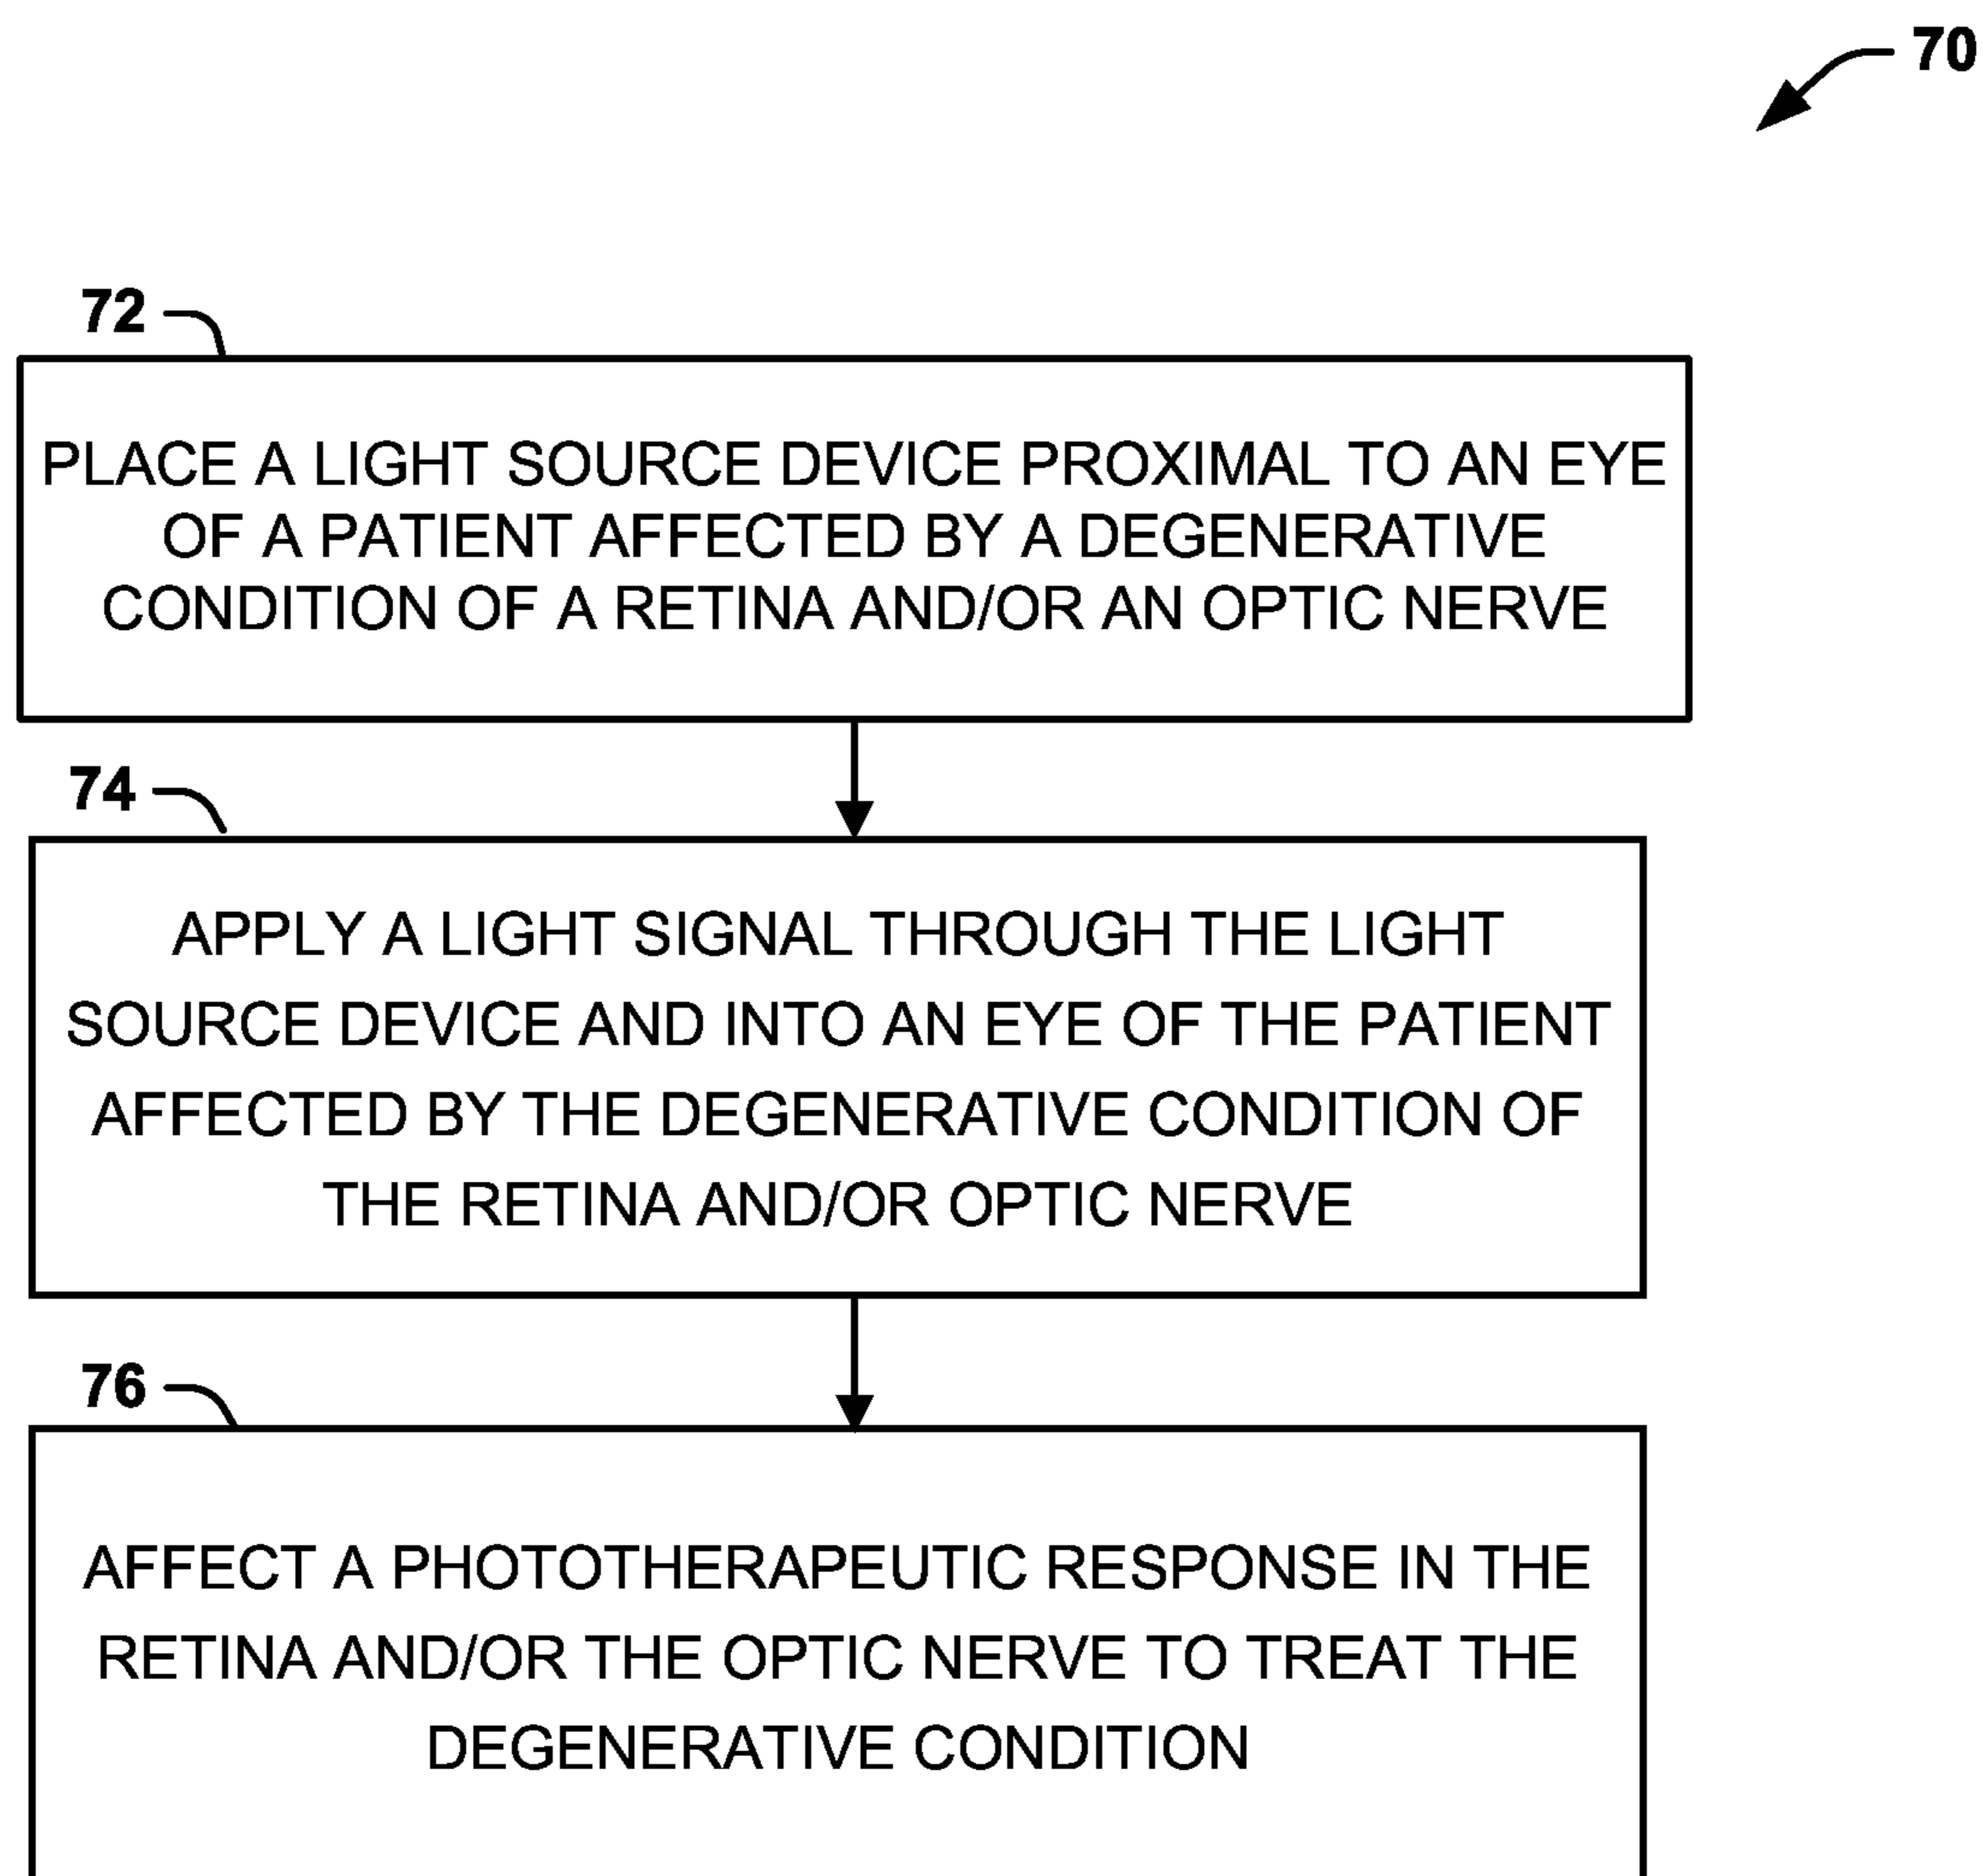 70
72
PLACE A LIGHT SOURCE DEVICE PROXIMAL TO AN EYE
OF A PATIENT AFFECTED BY A DEGENERATIVE
CONDITION OF A RETINA AND/OR AN OPTIC NERVE
74
APPLY A LIGHT SIGNAL THROUGH THE LIGHT
SOURCE DEVICE AND INTO AN EYE OF THE PATIENT
AFFECTED BY THE DEGENERATIVE CONDITION OF
THE RETINA AND/OR OPTIC NERVE
76
AFFECT A PHOTOTHERAPEUTIC RESPONSE IN THE
RETINA AND/OR THE OPTIC NERVE TO TREAT THE
DEGENERATIVE CONDITION